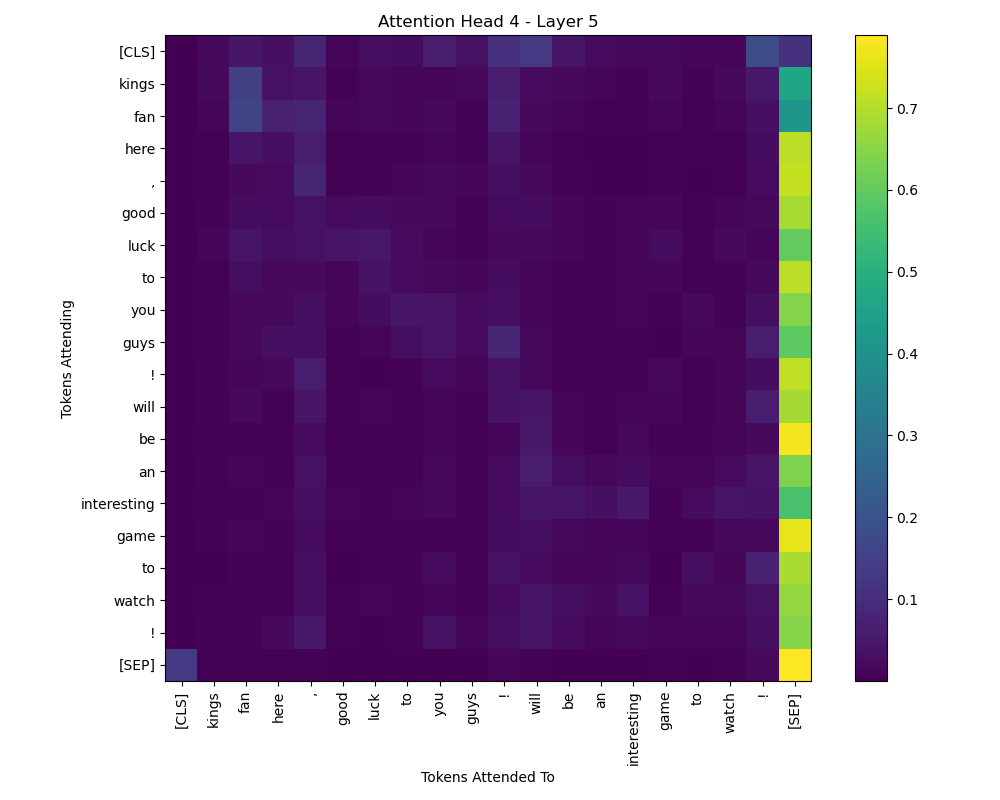 Attention Head 4 - Layer 5
Tokens Attending
[CLS]
kings
fan
here
,
good
luck
to
you
guys
!
will
be
an
interesting
game
to
watch
!
[SEP]
[CLS]
kings
fan
here
,
good
luck
to
you
guys
!
will
be
an
interesting
game
to
watch
!
[SEP]
Tokens Attended To
0.7
0.6
0.5
0.4
0.3
0.2
0.1